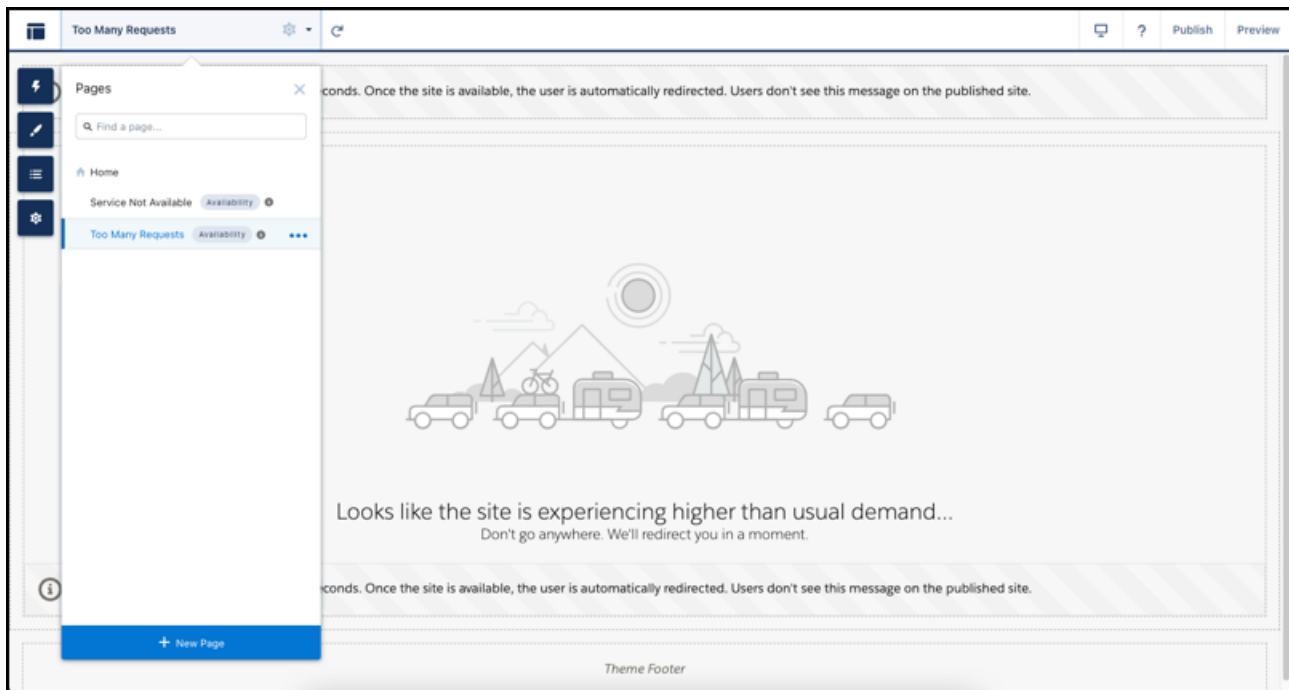 Too Many Requests
? Publish Preview
Pages
conds. Once the site is available, the user is automatically redirected. Users don't see this message on the published site.
Find a page...
Home
Service Not Available Availability
Too Many Requests Availability
Looks like the site is experiencing higher than usual demand...
Don't go anywhere. We'll redirect you in a moment.
conds. Once the site is available, the user is automatically redirected. Users don't see this message on the published site.
+ New Page
Theme Footer